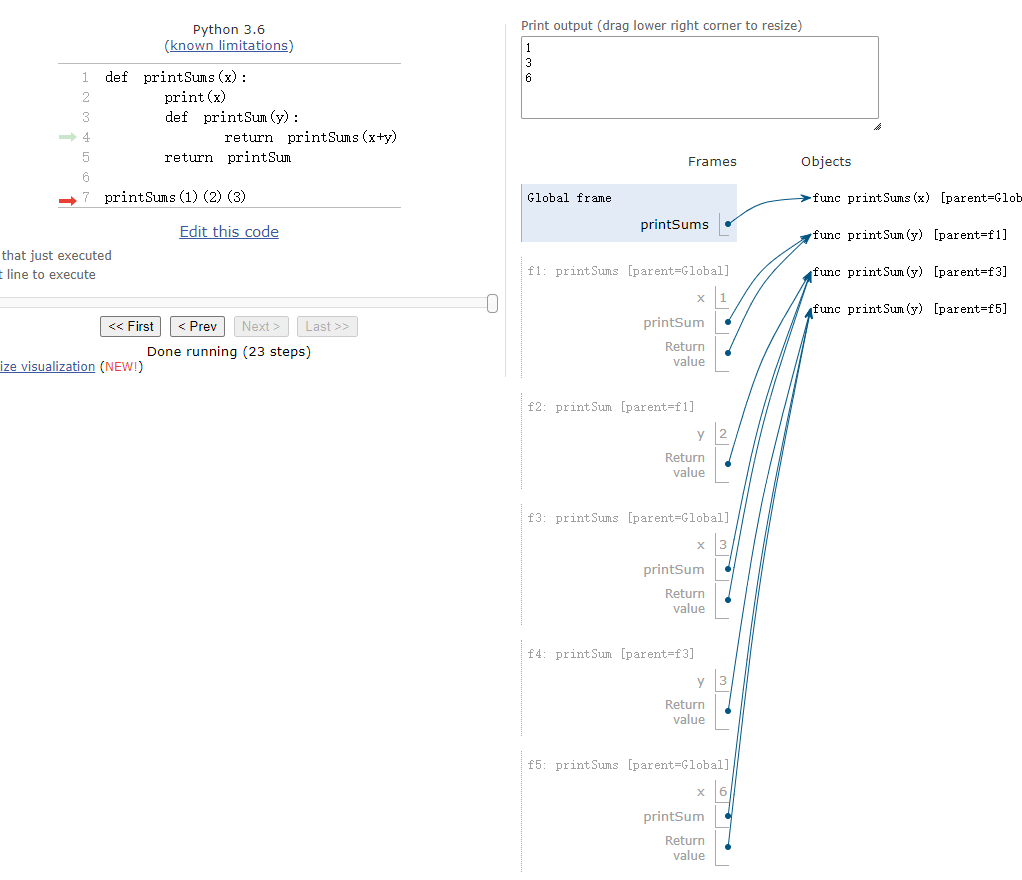 Python 3.6
(known limitations)
1 def printSums(x):
2 print(x)
3 def printSum(y):
4 return printSums(x+y)
5 return printSum
6
7 printSums(1)(2)(3)
Edit this code
that just executed
t line to execute
<< First < Prev Next > Last >>
Done running (23 steps)
ize visualization (NEW!)
Print output (drag lower right corner to resize)
1
3
6
Frames Objects
Global frame
printSums
func printSums(x) [parent=Glob
func printSum(y) [parent=f1]
func printSum(y) [parent=f3]
func printSum(y) [parent=f5]
f1: printSums [parent=Global]
x 1
printSum
Return
value
f2: printSum [parent=f1]
y 2
Return
value
f3: printSums [parent=Global]
x 3
printSum
Return
value
f4: printSum [parent=f3]
y 3
Return
value
f5: printSums [parent=Global]
x 6
printSum
Return
value